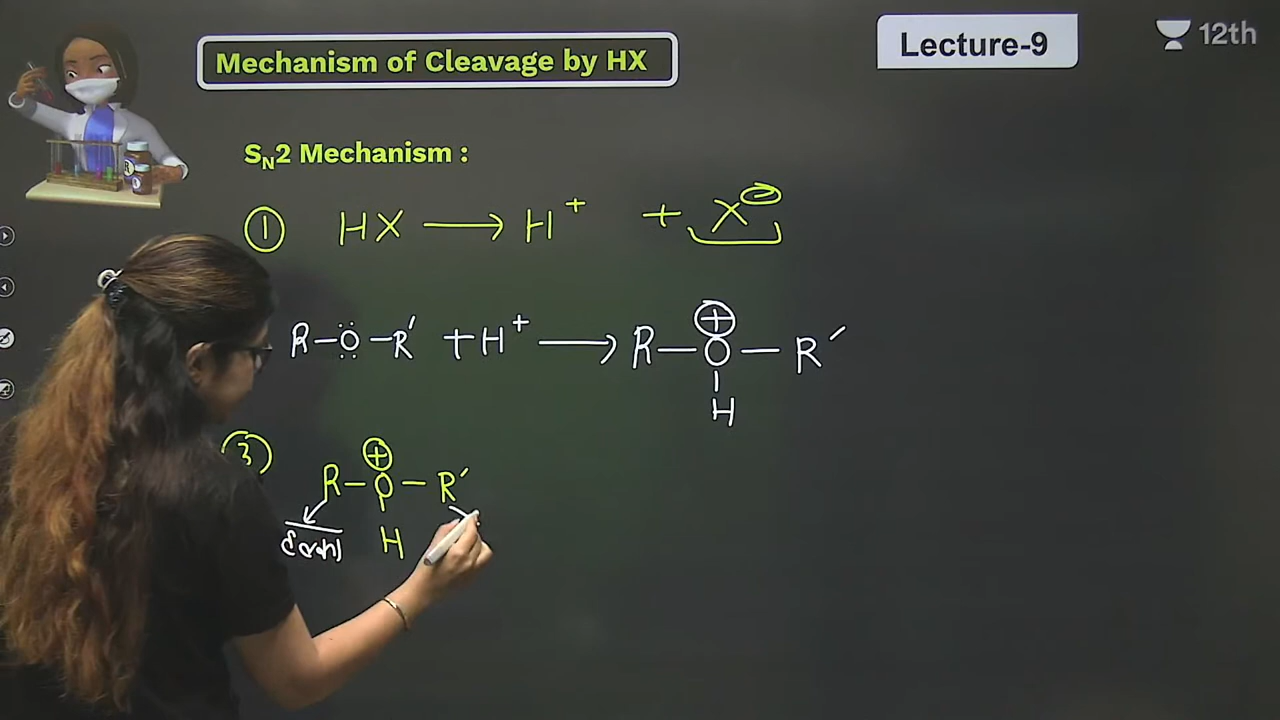 Mechanism of Cleavage by HX
Lecture-9
12th
SN2 Mechanism :
① HX ⟶ H⁺ + X⊖
R–Ö–R′ + H⁺ ⟶ R–O–R′
⊕
H
③
⊕
R–O–R′
H